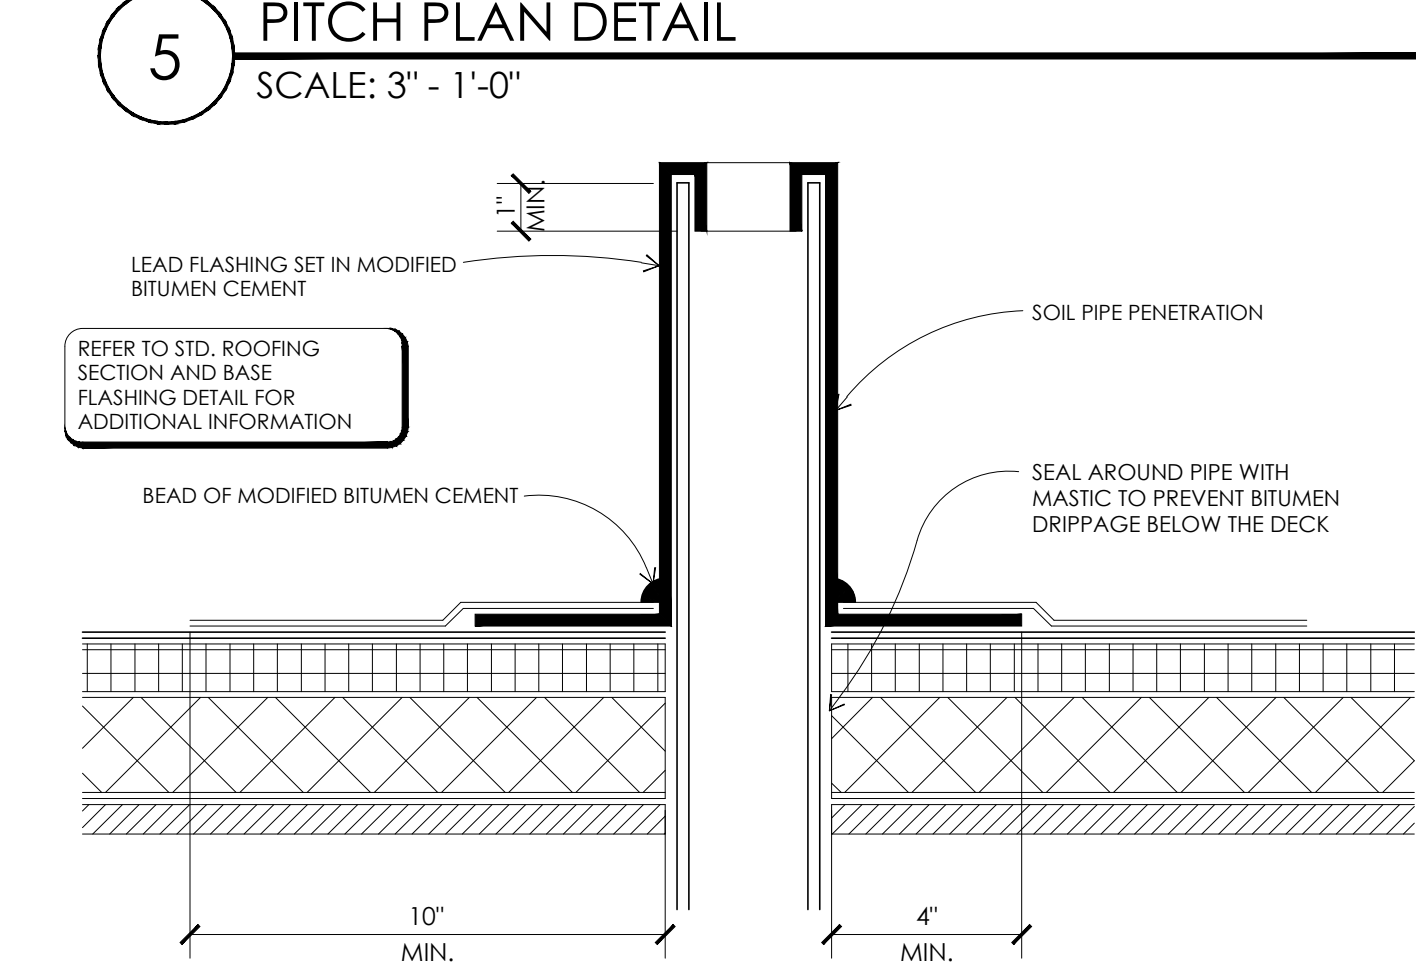 5
PITCH PLAN DETAIL
SCALE: 3" - 1'-0"
1"
MIN.
LEAD FLASHING SET IN MODIFIED
BITUMEN CEMENT
SOIL PIPE PENETRATION
REFER TO STD. ROOFING
SECTION AND BASE
FLASHING DETAIL FOR
ADDITIONAL INFORMATION
BEAD OF MODIFIED BITUMEN CEMENT
SEAL AROUND PIPE WITH
MASTIC TO PREVENT BITUMEN
DRIPPAGE BELOW THE DECK
10"
MIN.
4"
MIN.